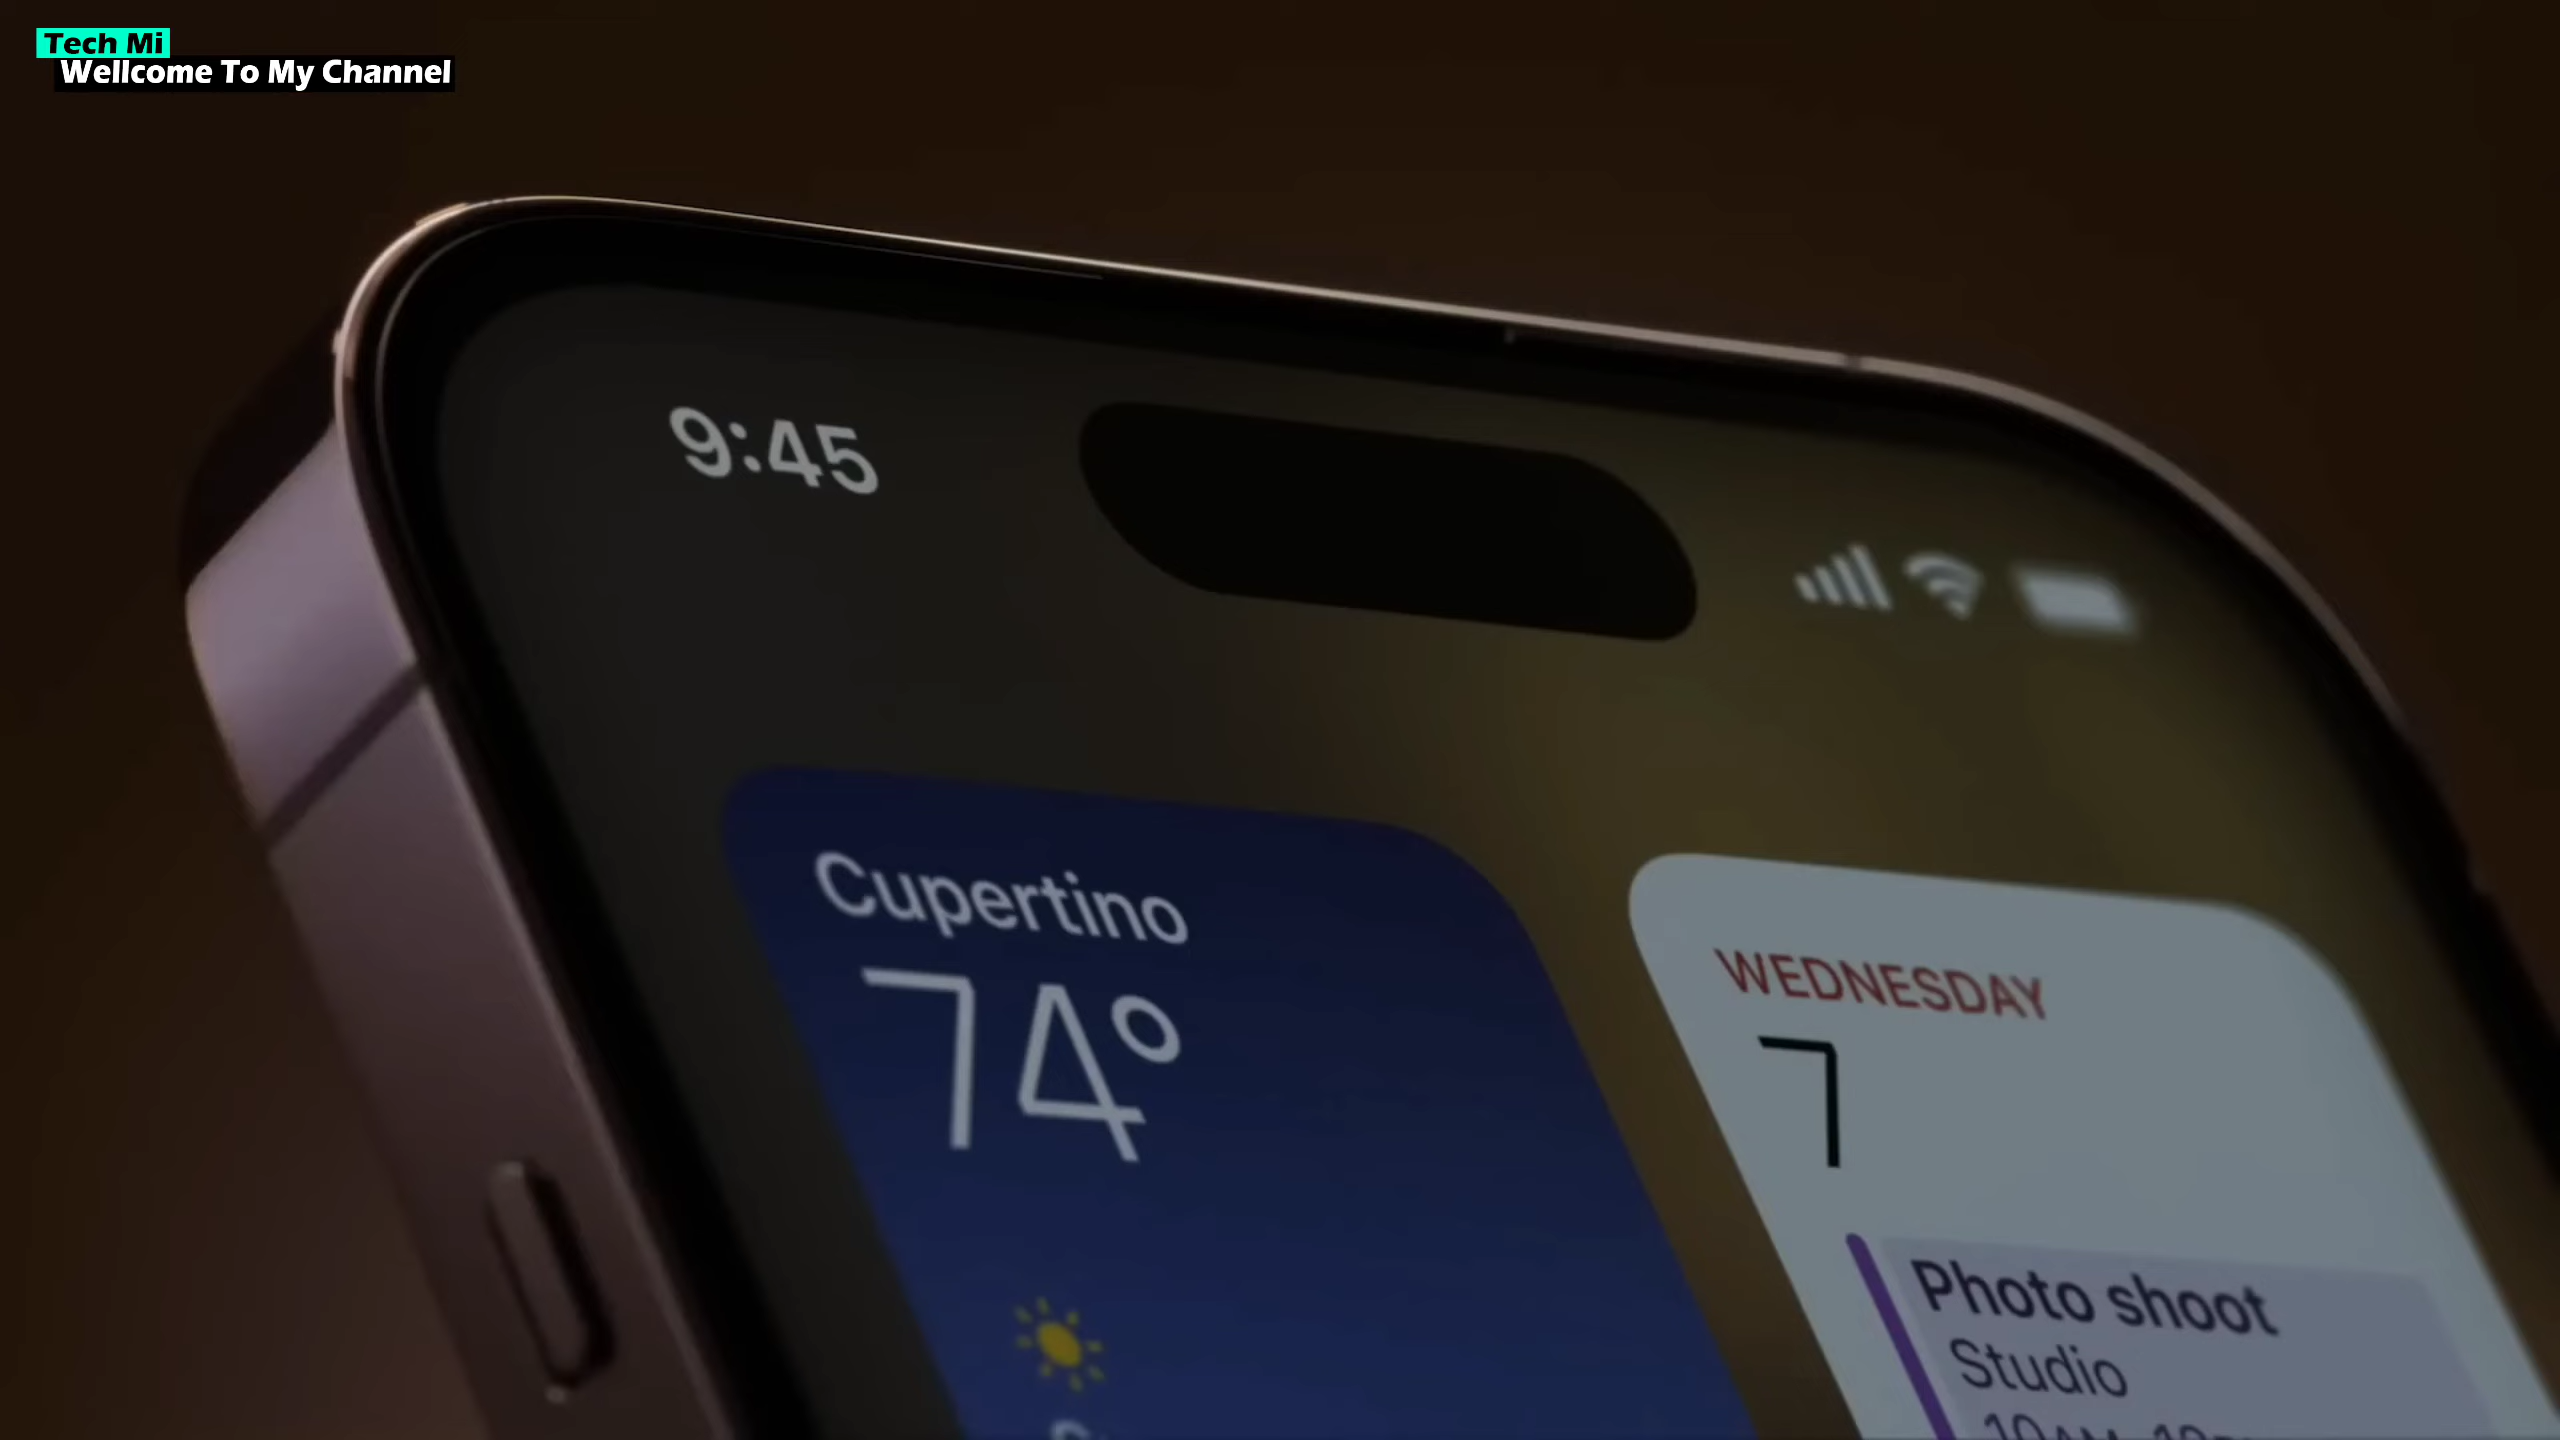 Tech Mi
Wellcome To My Channel
9:45
Cupertino
74°
WEDNESDAY
7
Photo shoot
Studio